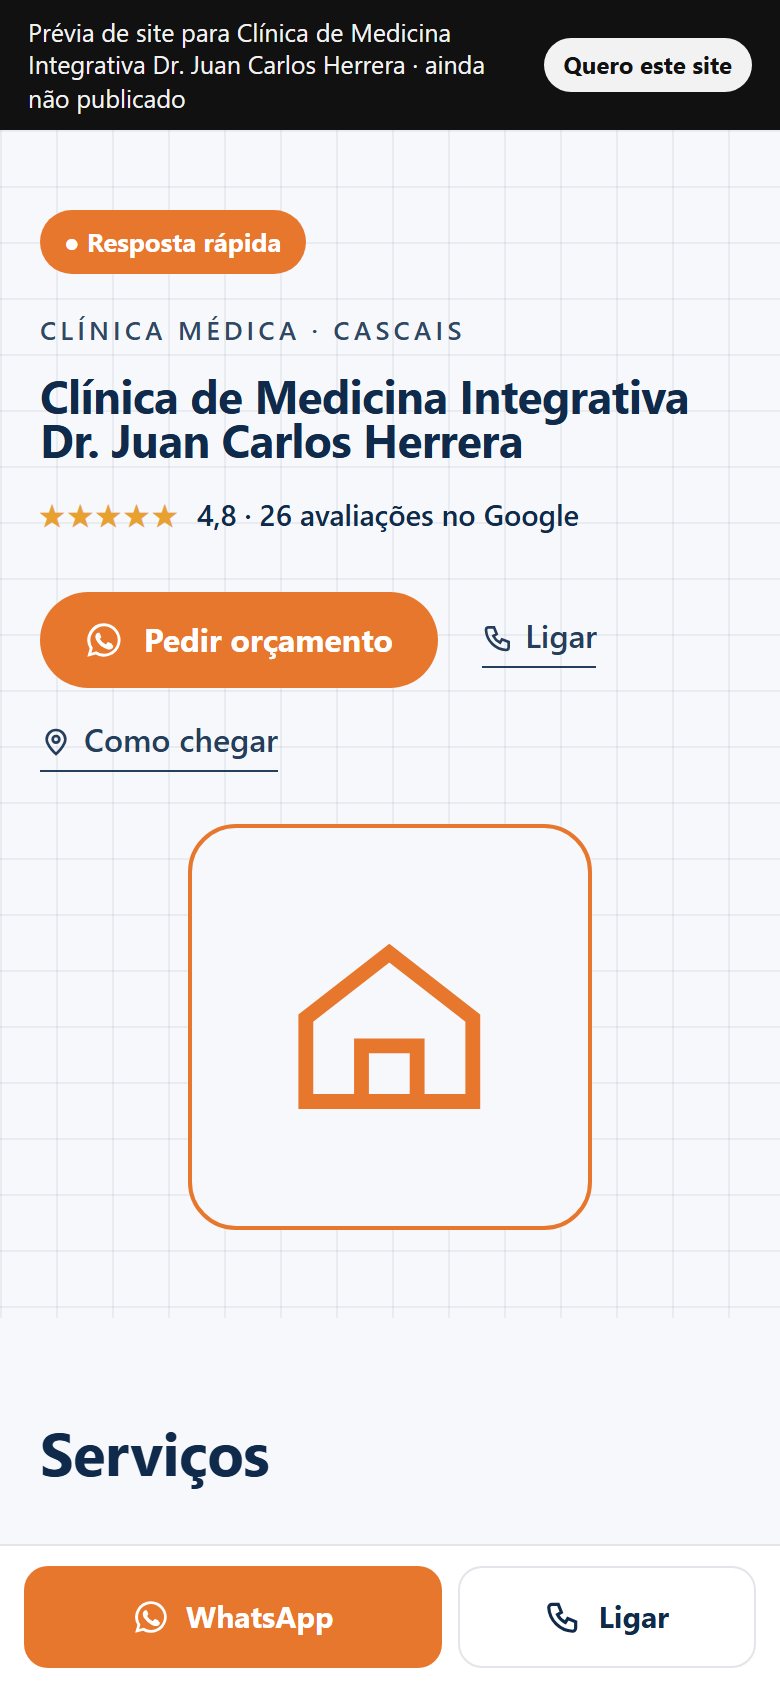 Prévia de site para Clínica de Medicina
Integrativa Dr. Juan Carlos Herrera · ainda
não publicado
Quero este site
Resposta rápida
CLÍNICA MÉDICA · CASCAIS
Clínica de Medicina Integrativa
Dr. Juan Carlos Herrera
★★★★★ 4,8 · 26 avaliações no Google
Pedir orçamento
Ligar
Como chegar
Serviços
WhatsApp
Ligar